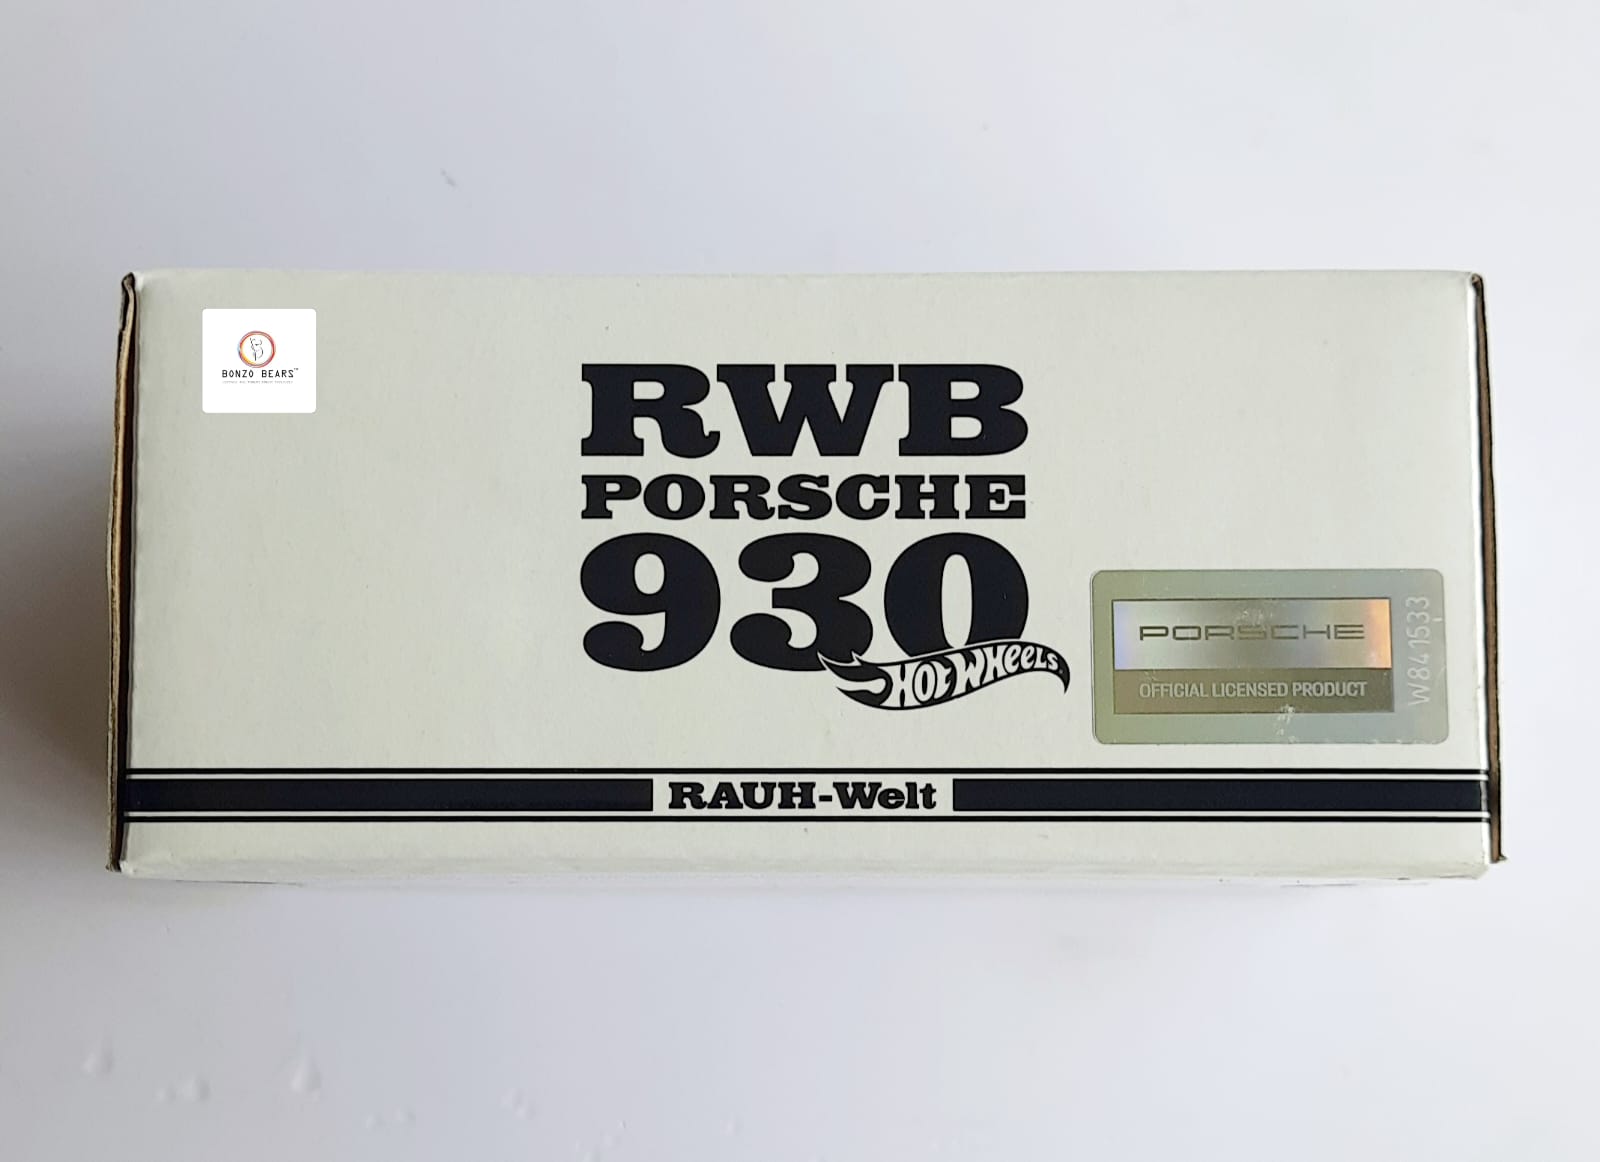 BONZO BEARS™
RWB
PORSCHE
930
HOT WHEELS
PORSCHE
OFFICIAL LICENSED PRODUCT
W841533
RAUH-Welt